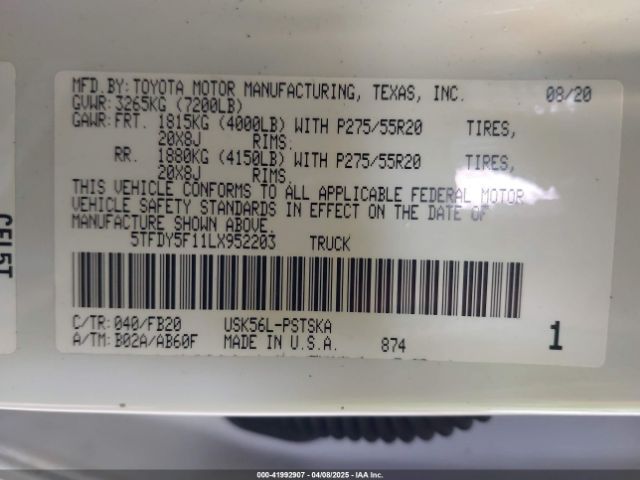 MFD.BY:TOYOTA MOTOR MANUFACTURING, TEXAS, INC. 08/20
GVWR:3265KG (7200LB)
GAWR:FRT. 1815KG (4000LB) WITH P275/55R20 TIRES,
20X8J RIMS.
RR. 1880KG (4150LB) WITH P275/55R20 TIRES,
20X8J RIMS.
THIS VEHICLE CONFORMS TO ALL APPLICABLE FEDERAL MOTOR
VEHICLE SAFETY STANDARDS IN EFFECT ON THE DATE OF
MANUFACTURE SHOWN ABOVE.
5TFDY5F11LX952203 TRUCK
C/TR:040/FB20 USK56L-PSTSKA
A/TM:B02A/AB60F MADE IN U.S.A. 874 1
CEL5T
000-41992907 - 04/08/2025 - IAA Inc.